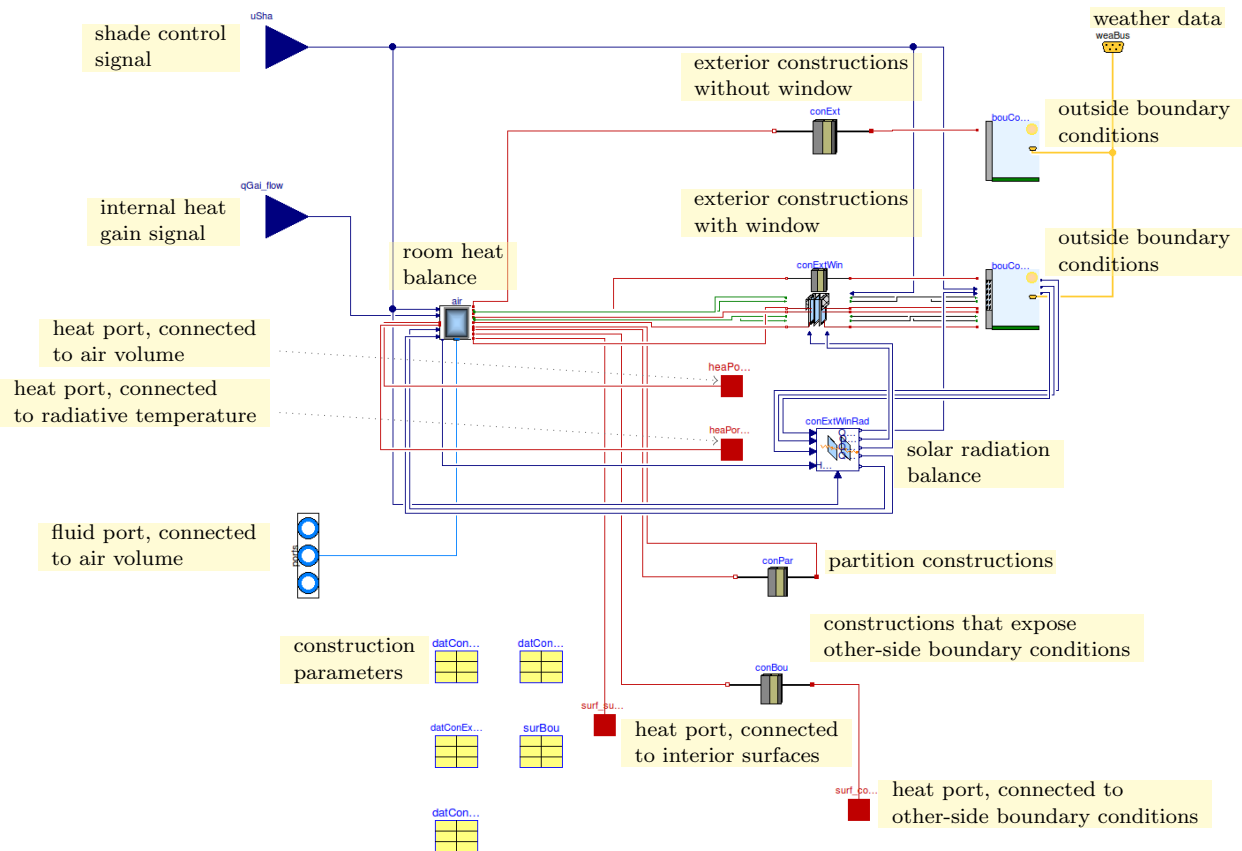 uSha
shade control
signal
weather data
weaBus
exterior constructions
without window
conExt
bouCo...
outside boundary
conditions
qGai_flow
internal heat
gain signal
exterior constructions
with window
room heat
balance
conExtWin
bouCo...
outside boundary
conditions
air
heat port, connected
to air volume
heaPo...
heat port, connected
to radiative temperature
heaPor...
conExtWinRad
H...
solar radiation
balance
fluid port, connected
to air volume
ports
conPar
partition constructions
constructions that expose
other-side boundary conditions
construction
parameters
datCon...
datCon...
conBou
surf_su...
datConEx...
surBou
heat port, connected
to interior surfaces
surf_co...
heat port, connected to
other-side boundary conditions
datCon...